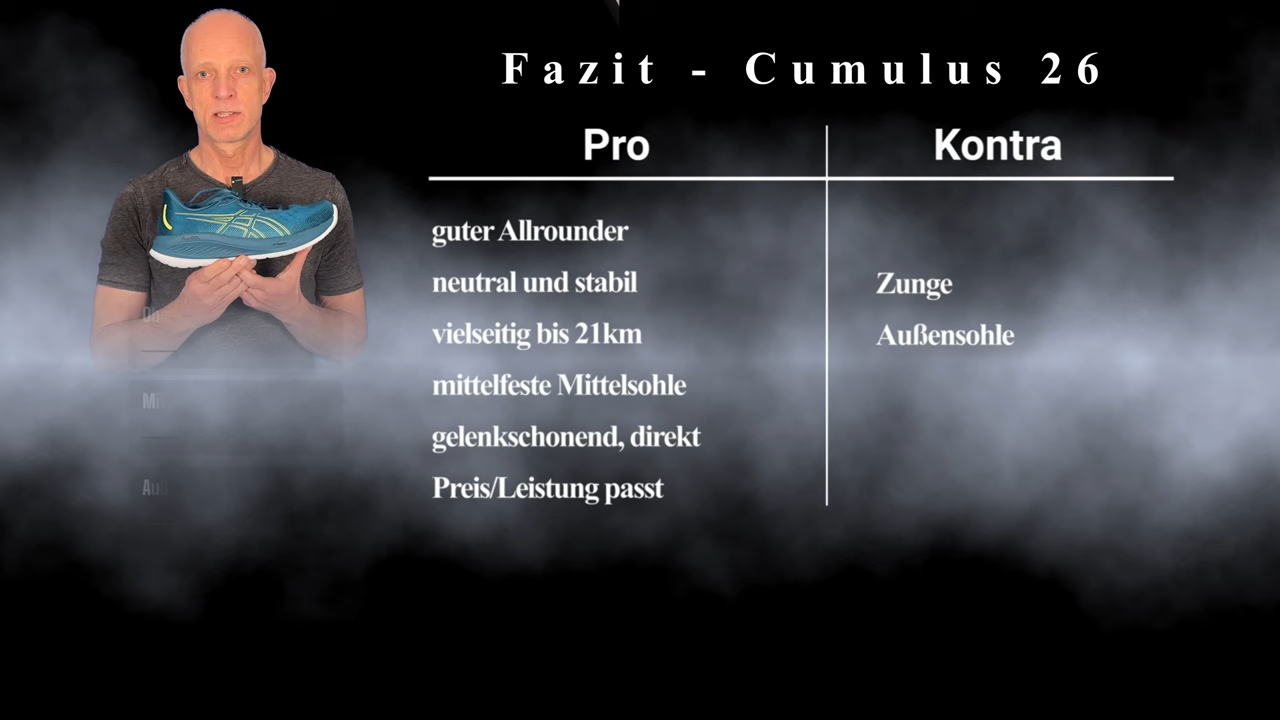 Fazit - Cumulus 26
Pro
Kontra
guter Allrounder
neutral und stabil
vielseitig bis 21km
mittelfeste Mittelsohle
gelenkschonend, direkt
Preis/Leistung passt
Zunge
Außensohle